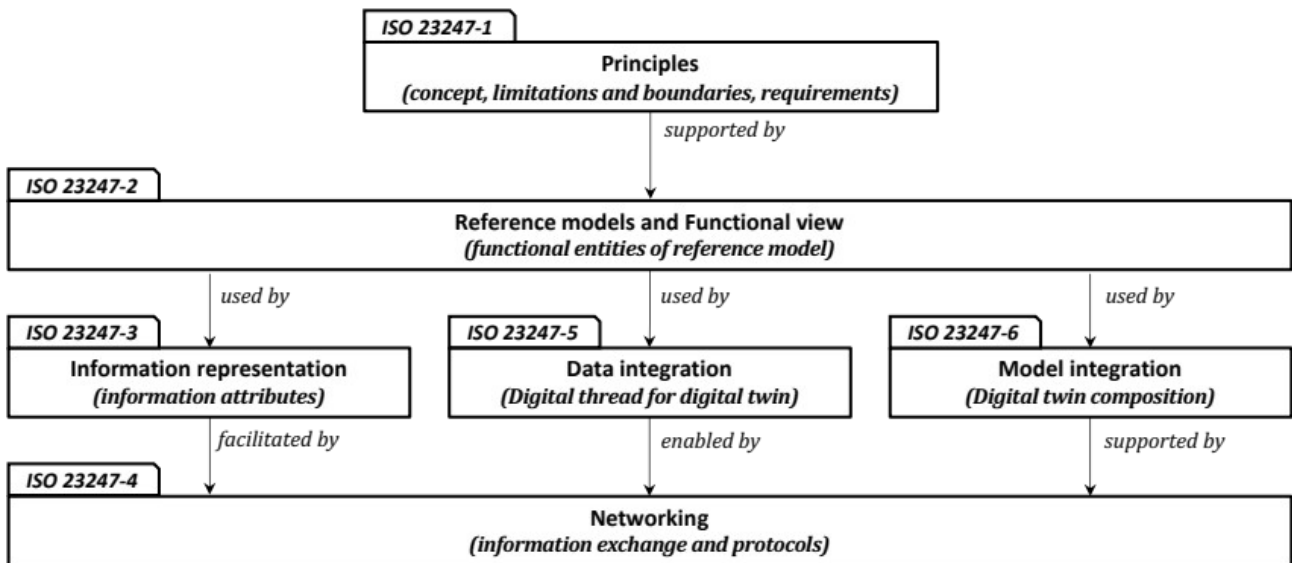 ISO 23247-1
Principles
(concept, limitations and boundaries, requirements)
supported by
ISO 23247-2
Reference models and Functional view
(functional entities of reference model)
used by
used by
used by
ISO 23247-3
ISO 23247-5
ISO 23247-6
Information representation
(information attributes)
Data integration
(Digital thread for digital twin)
Model integration
(Digital twin composition)
facilitated by
enabled by
supported by
ISO 23247-4
Networking
(information exchange and protocols)